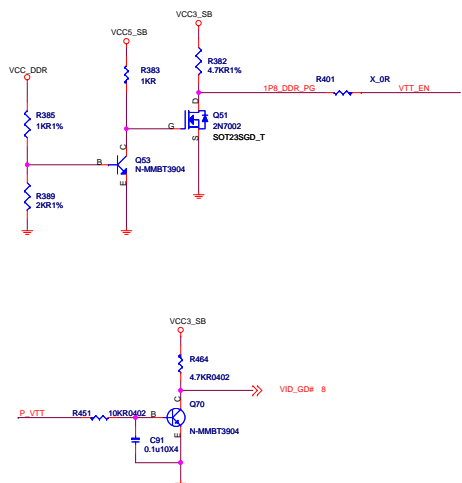 VCC3_SB
VCC5_SB
VCC_DDR
R382
4.7KR1%
R383
1KR
R401
X_0R
1P8_DDR_PG
VTT_EN
R385
1KR1%
D
G
S
Q51
2N7002
SOT23SGD_T
C
B
E
Q53
N-MMBT3904
R389
2KR1%
VCC3_SB
R464
4.7KR0402
VID_GD# 8
C
Q70
P_VTT
R451
10KR0402
B
E
N-MMBT3904
C91
0.1u10X4